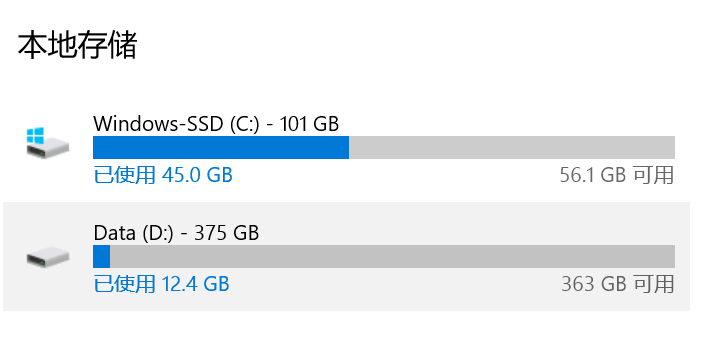 本地存储
Windows-SSD (C:) - 101 GB
已使用 45.0 GB 56.1 GB 可用
Data (D:) - 375 GB
已使用 12.4 GB 363 GB 可用